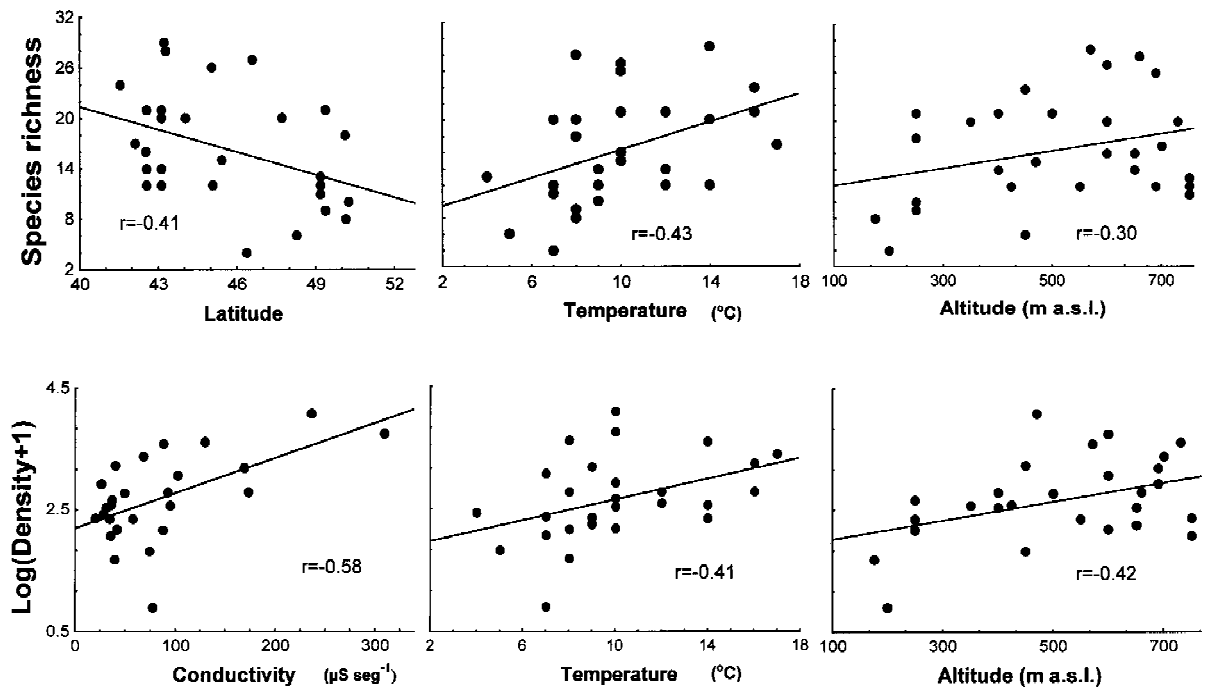 32
26
20
14
8
2
Species richness
r=-0.41
40 43 46 49 52
Latitude
r=-0.43
2 6 10 14 18
Temperature (°C)
r=-0.30
100 300 500 700
Altitude (m a.s.l.)
4.5
2.5
0.5
Log(Density+1)
r=-0.58
0 100 200 300
Conductivity (µS seg⁻¹)
r=-0.41
2 6 10 14 18
Temperature (°C)
r=-0.42
100 300 500 700
Altitude (m a.s.l.)